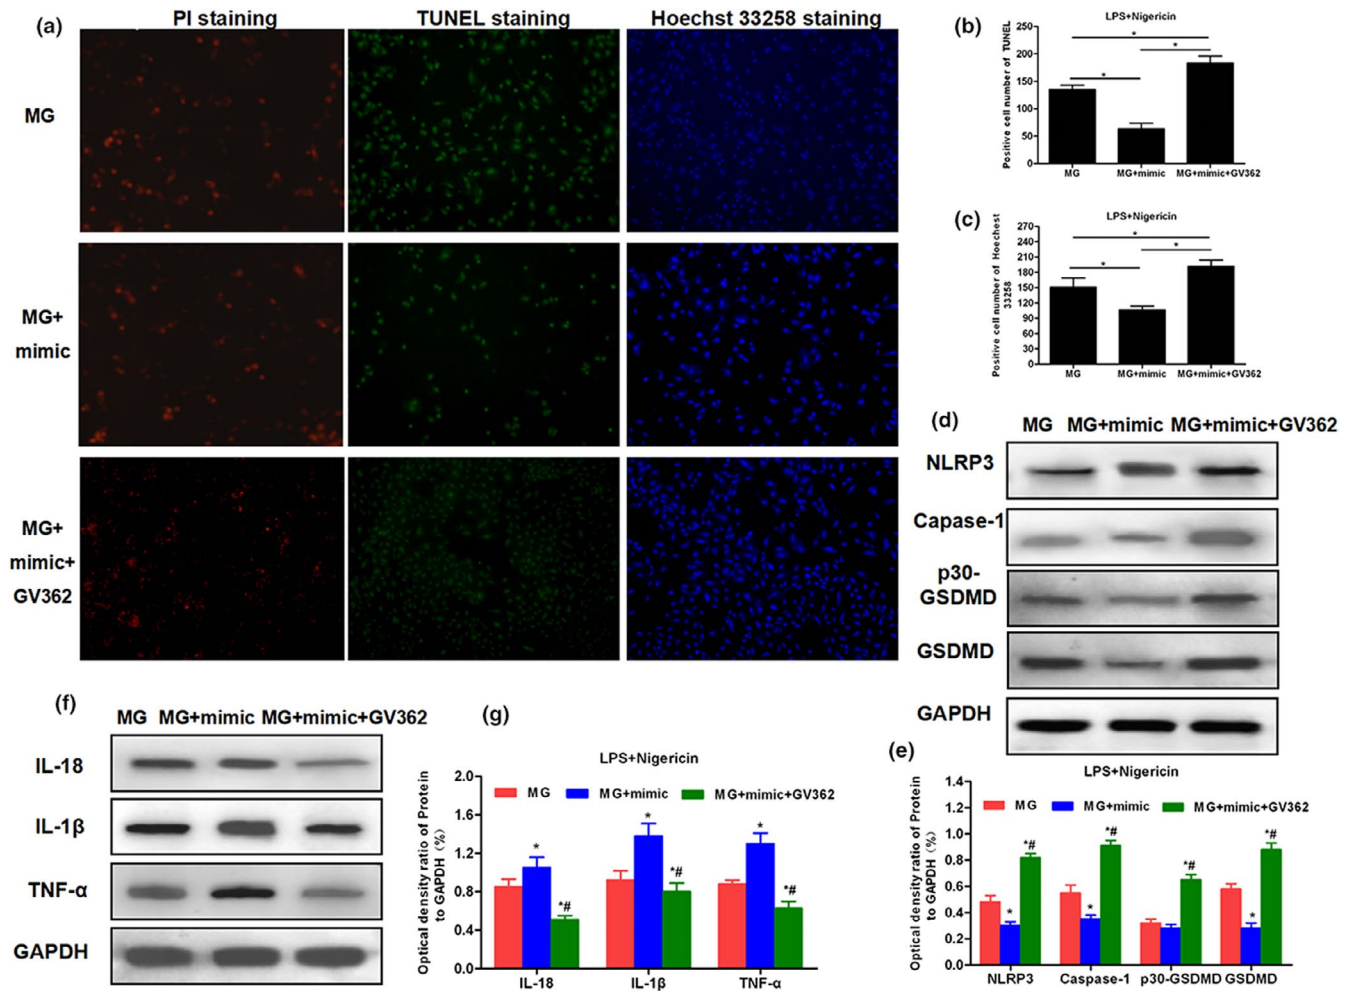 (a)
PI staining
TUNEL staining
Hoechst 33258 staining
MG
MG+
mimic
MG+
mimic+
GV362
(b)
LPS+Nigericin
Positive cell number of TUNEL
250
200
150
100
50
0
*
*
*
MG
MG+mimic
MG+mimic+GV362
(c)
LPS+Nigericin
Positive cell number of Hoechest
33258
270
240
210
180
150
120
90
60
30
0
*
*
*
MG
MG+mimic
MG+mimic+GV362
(d)
MG MG+mimic MG+mimic+GV362
NLRP3
Capase-1
p30-
GSDMD
GSDMD
GAPDH
(e)
LPS+Nigericin
Optical density ratio of Protein
to GAPDH (%)
1.4
1.2
1.0
0.8
0.6
0.4
0.2
0.0
MG
MG+mimic
MG+mimic+GV362
*
*#
*
*#
*#
*
*#
NLRP3
Caspase-1
p30-GSDMD
GSDMD
(f)
MG MG+mimic MG+mimic+GV362
IL-18
IL-1β
TNF-α
GAPDH
(g)
LPS+Nigericin
Optical density ratio of Protein
to GAPDH (%)
2.0
1.6
1.2
0.8
0.4
0.0
MG
MG+mimic
MG+mimic+GV362
*
*#
*
*#
*
*#
IL-18
IL-1β
TNF-α